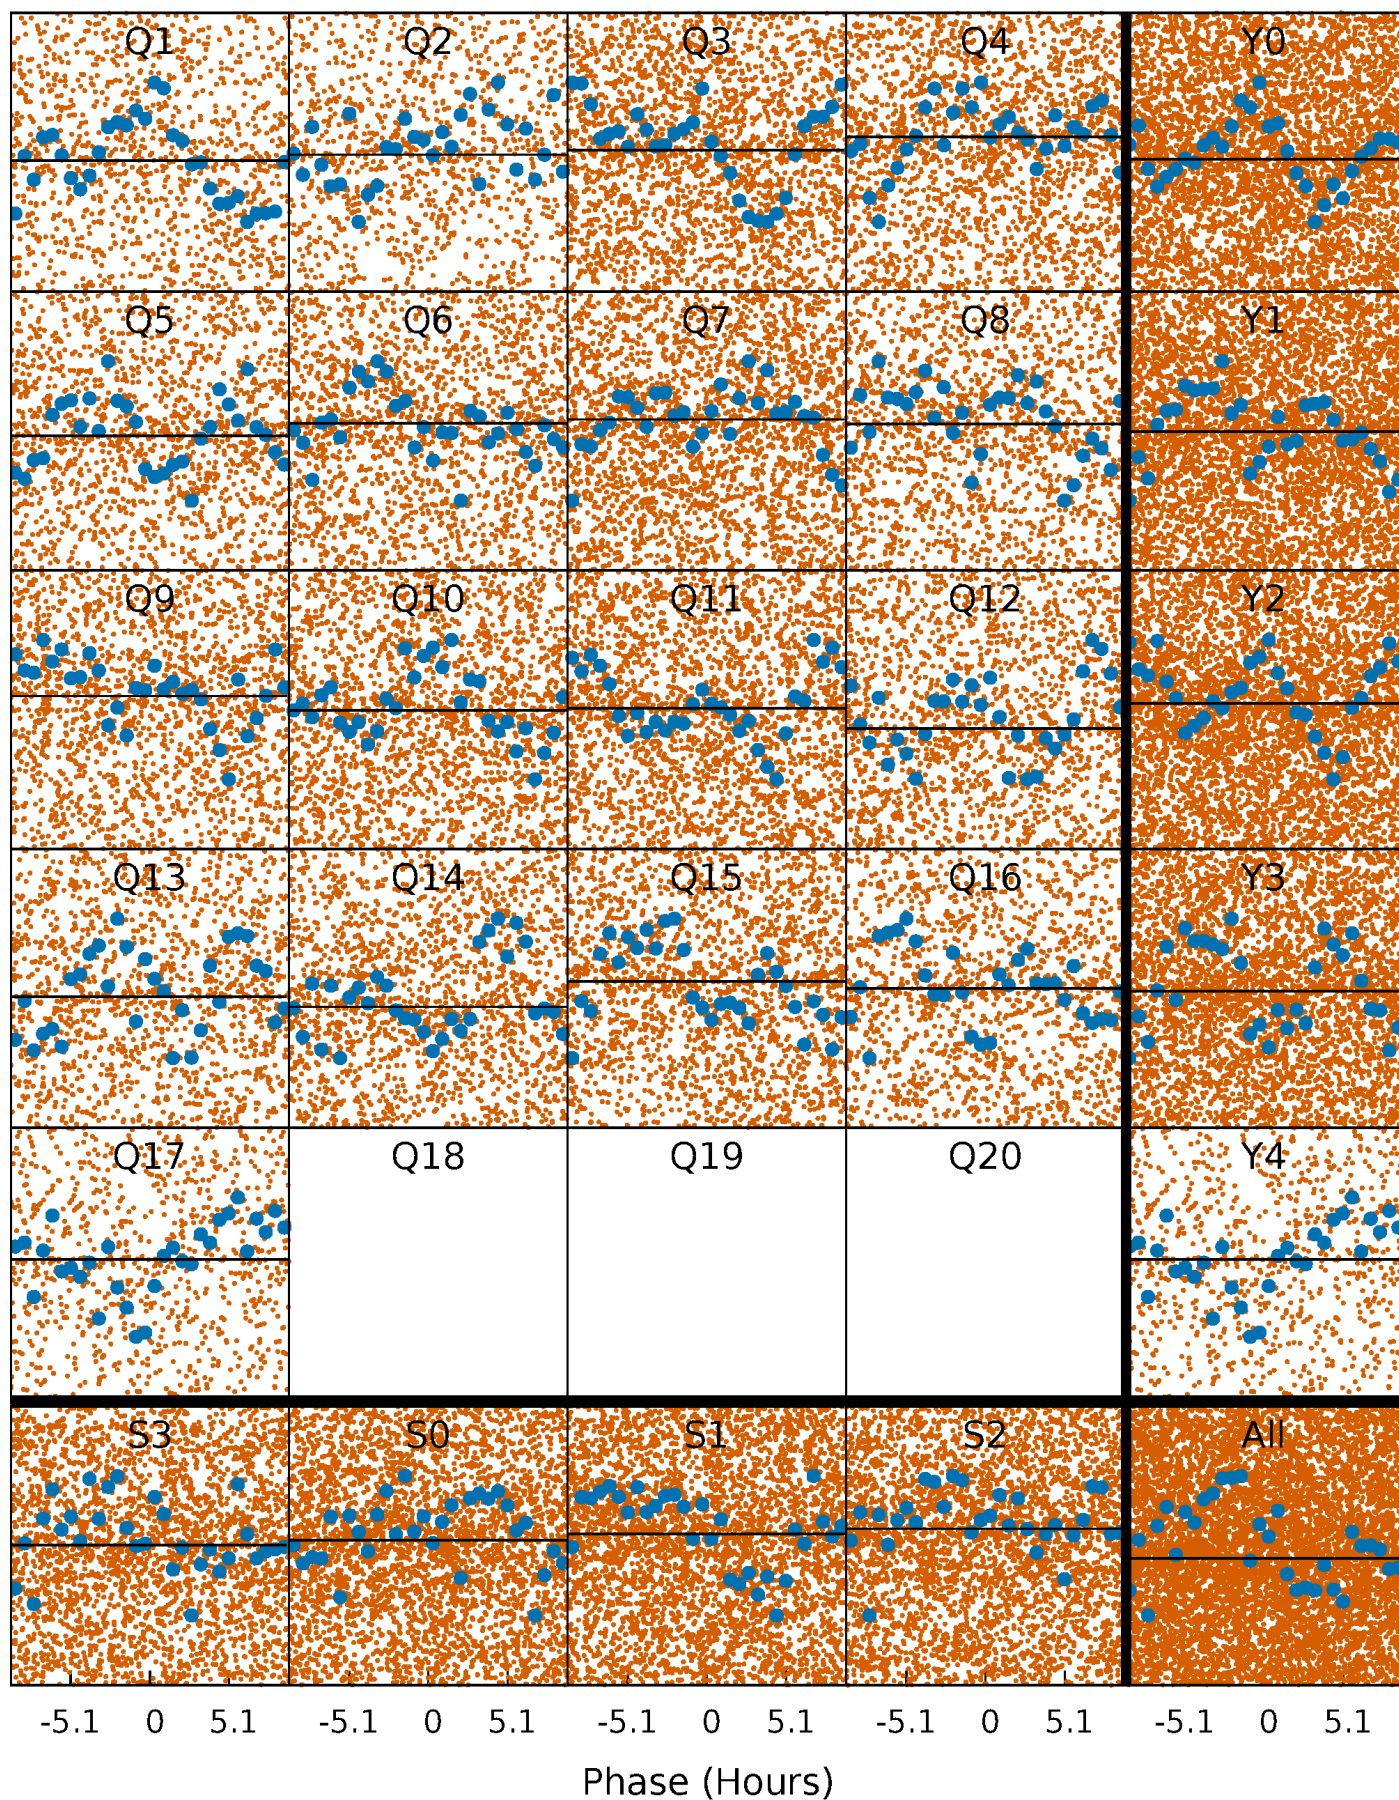 Q1 Q2 Q3 Q4 Y0
Q5 Q6 Q7 Q8 Y1
Q9 Q10 Q11 Q12 Y2
Q13 Q14 Q15 Q16 Y3
Q17 Q18 Q19 Q20 Y4
S3 S0 S1 S2 All
-5.1 0 5.1 -5.1 0 5.1 -5.1 0 5.1 -5.1 0 5.1 -5.1 0 5.1
Phase (Hours)